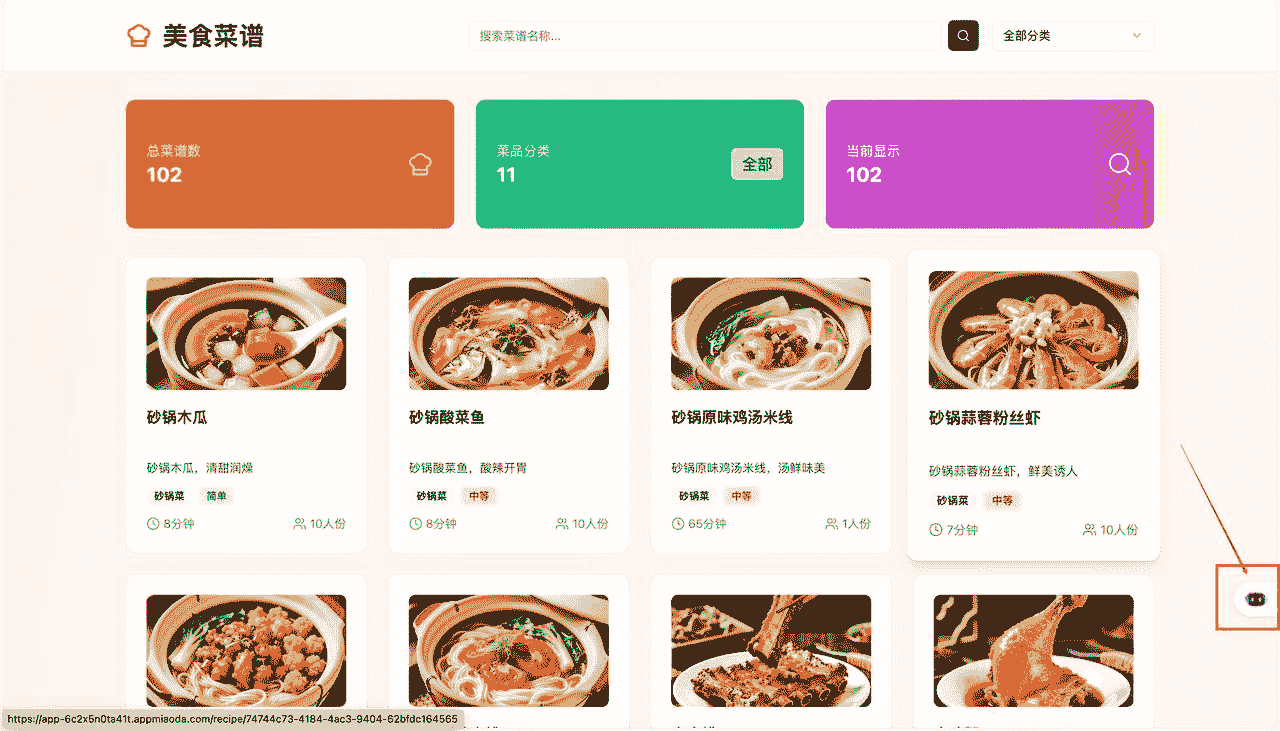 美食菜谱
搜索菜谱名称...
全部分类
总菜谱数
102
菜品分类
11
全部
当前显示
102
砂锅木瓜
砂锅木瓜，清甜润燥
砂锅菜 简单
8分钟 10人份
砂锅酸菜鱼
砂锅酸菜鱼，酸辣开胃
砂锅菜 中等
8分钟 10人份
砂锅原味鸡汤米线
砂锅原味鸡汤米线，汤鲜味美
砂锅菜 中等
65分钟 1人份
砂锅蒜蓉粉丝虾
砂锅蒜蓉粉丝虾，鲜美诱人
砂锅菜 中等
7分钟 10人份
https://app-6c2x5n0ta41t.appmiaoda.com/recipe/74744c73-4184-4ac3-9404-62bfdc164565